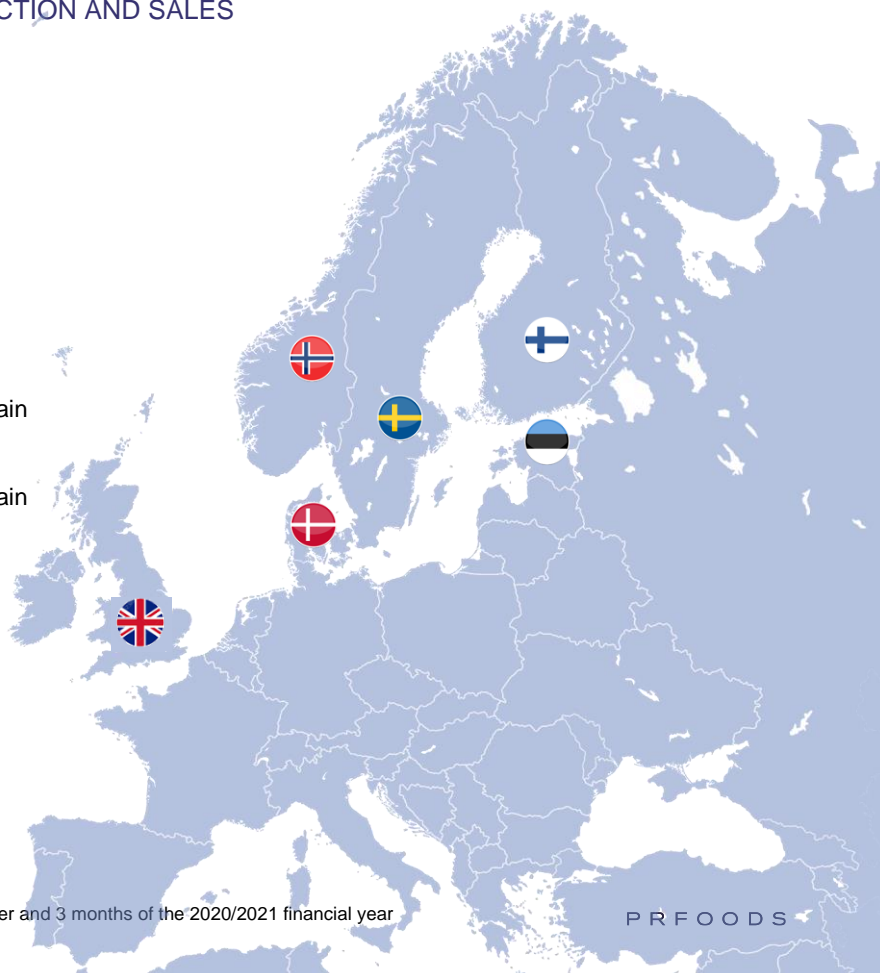 CTION AND SALES
ain
ain
er and 3 months of the 2020/2021 financial year
PRFOODS